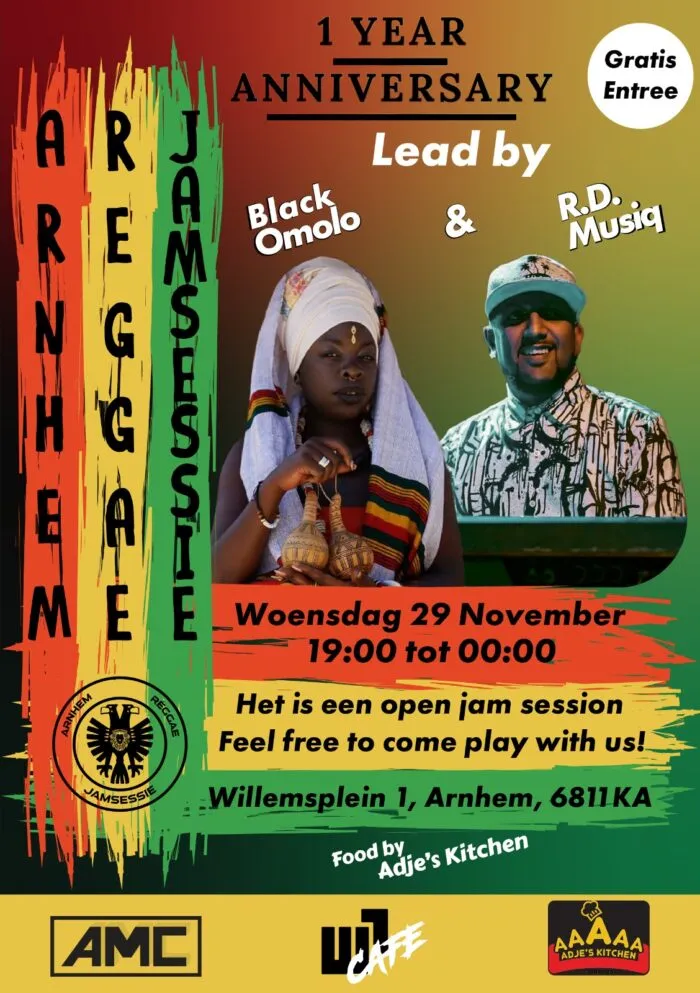 1 YEAR
ANNIVERSARY
Gratis
Entree
Lead by
Black
Omolo
&
R.D.
Musiq
ARNHEM
REGGAE
JAMSESSIE
Woensdag 29 November
19:00 tot 00:00
Het is een open jam session
Feel free to come play with us!
Willemsplein 1, Arnhem, 6811KA
ARNHEM
REGGAE
JAMSESSIE
Food by
Adje's Kitchen
AMC
CAFE
AAAAA
ADJE'S KITCHEN